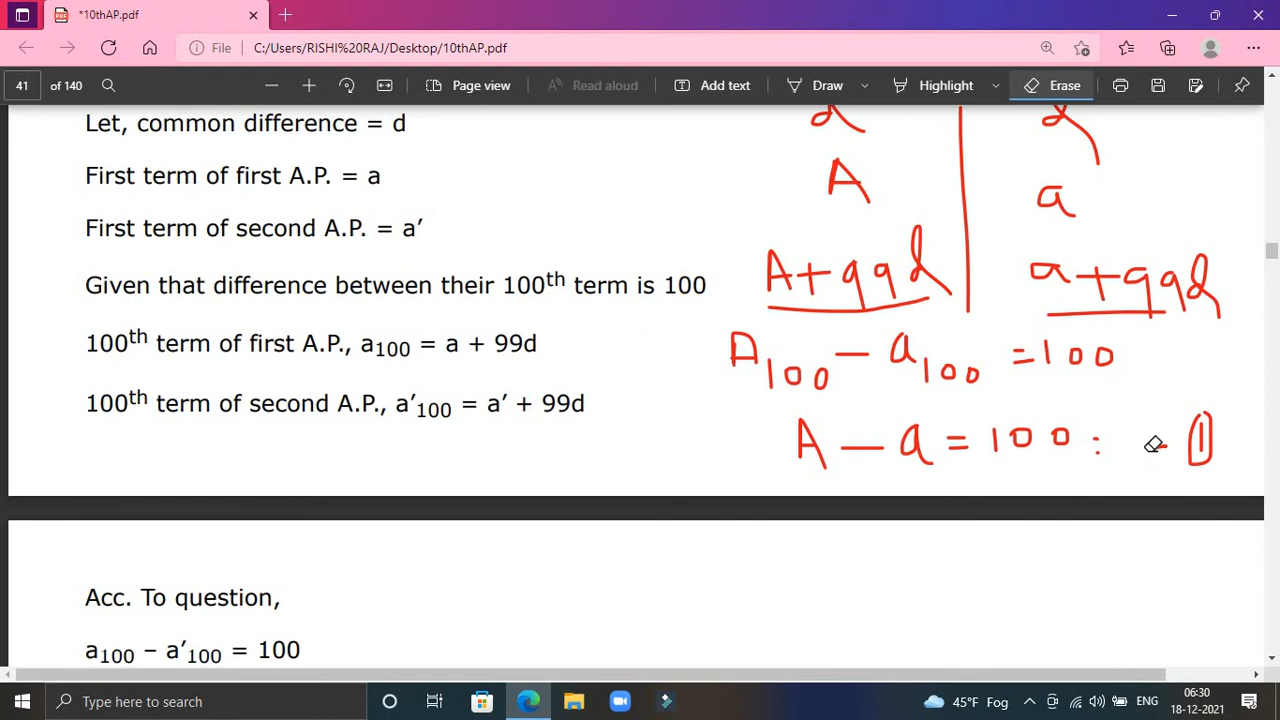 *10thAP.pdf
File C:/Users/RISHI%20RAJ/Desktop/10thAP.pdf
41 of 140 Page view Read aloud Add text Draw Highlight Erase
Let, common difference = d
First term of first A.P. = a
First term of second A.P. = a′
Given that difference between their 100th term is 100
100th term of first A.P., a100 = a + 99d
100th term of second A.P., a′100 = a′ + 99d
d d
A a
A+99d a+99d
A100 — a100 = 100
A — a = 100 : - ①
Acc. To question,
a100 – a′100 = 100
Type here to search
45°F Fog
ENG
06:30
18-12-2021